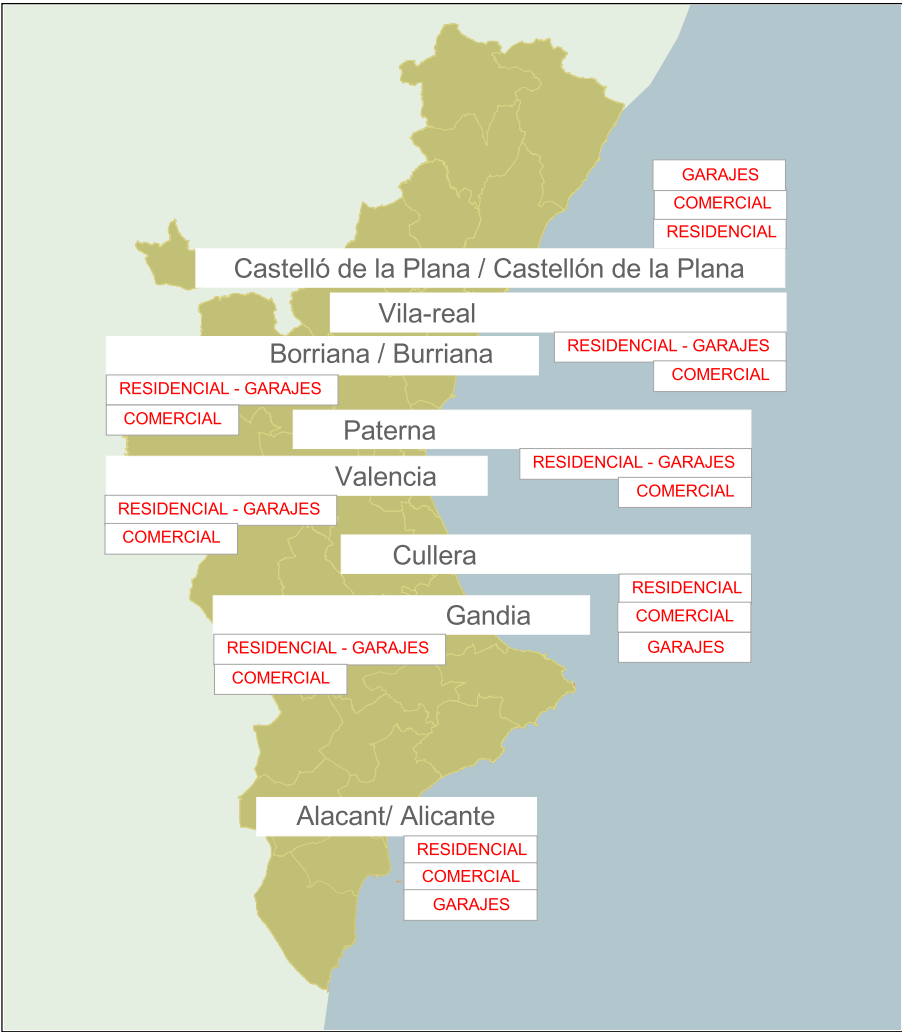 GARAJES
COMERCIAL
RESIDENCIAL
Castelló de la Plana / Castellón de la Plana
Vila-real
RESIDENCIAL - GARAJES
COMERCIAL
Borriana / Burriana
RESIDENCIAL - GARAJES
COMERCIAL
Paterna
RESIDENCIAL - GARAJES
COMERCIAL
Valencia
RESIDENCIAL - GARAJES
COMERCIAL
Cullera
RESIDENCIAL
COMERCIAL
GARAJES
Gandia
RESIDENCIAL - GARAJES
COMERCIAL
Alacant/ Alicante
RESIDENCIAL
COMERCIAL
GARAJES